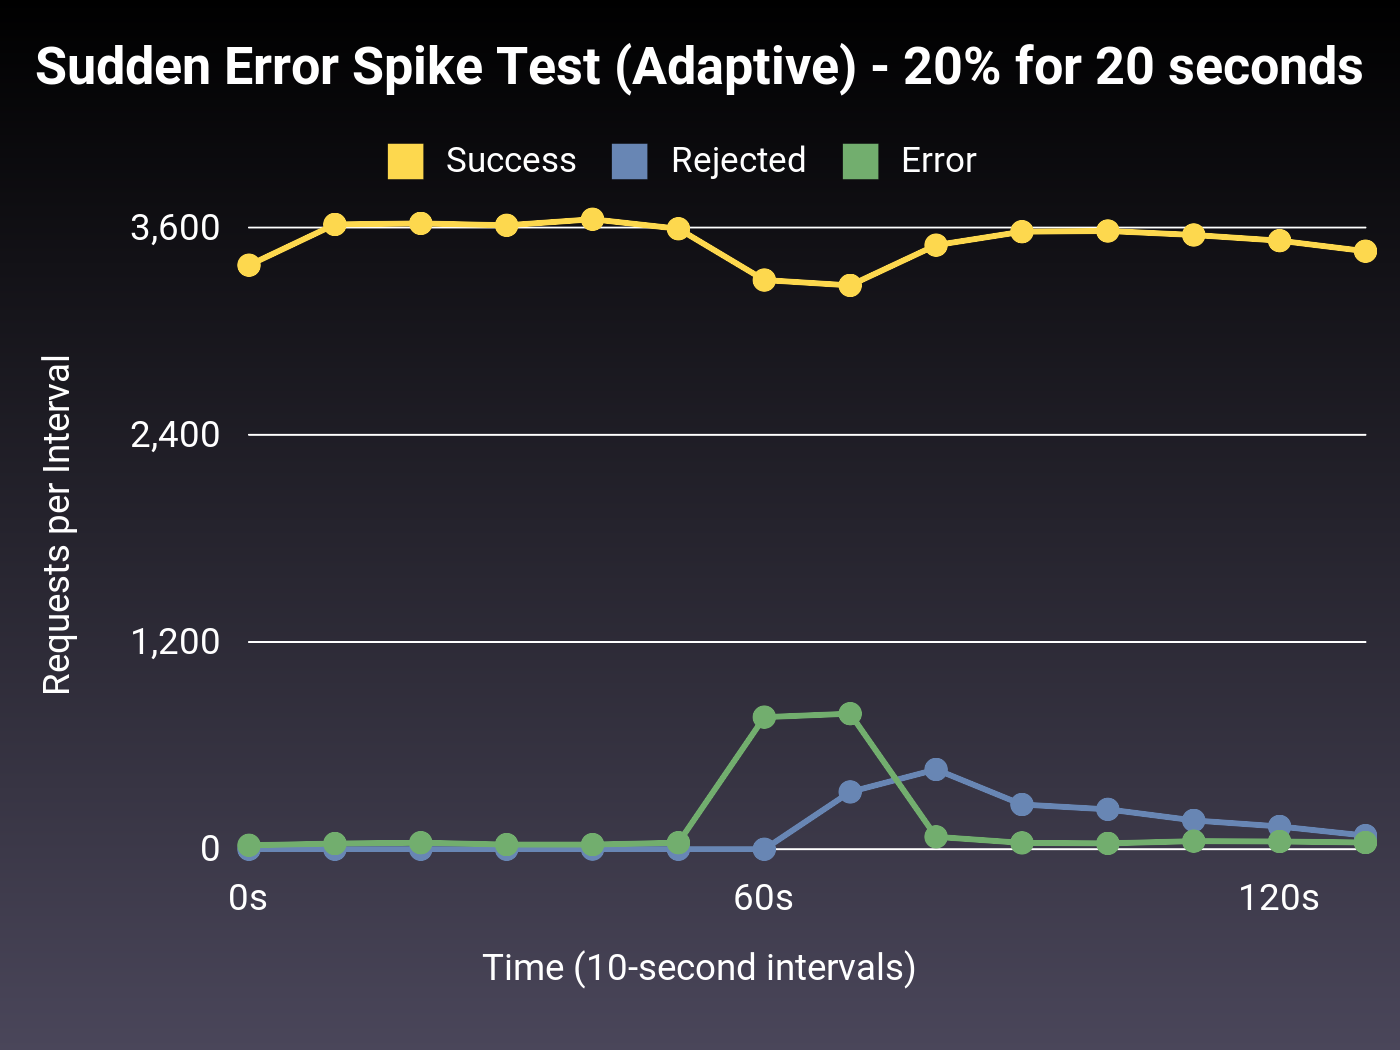 Sudden Error Spike Test (Adaptive) - 20% for 20 seconds
Success Rejected Error
3,600
2,400
1,200
0
Requests per Interval
0s 60s 120s
Time (10-second intervals)